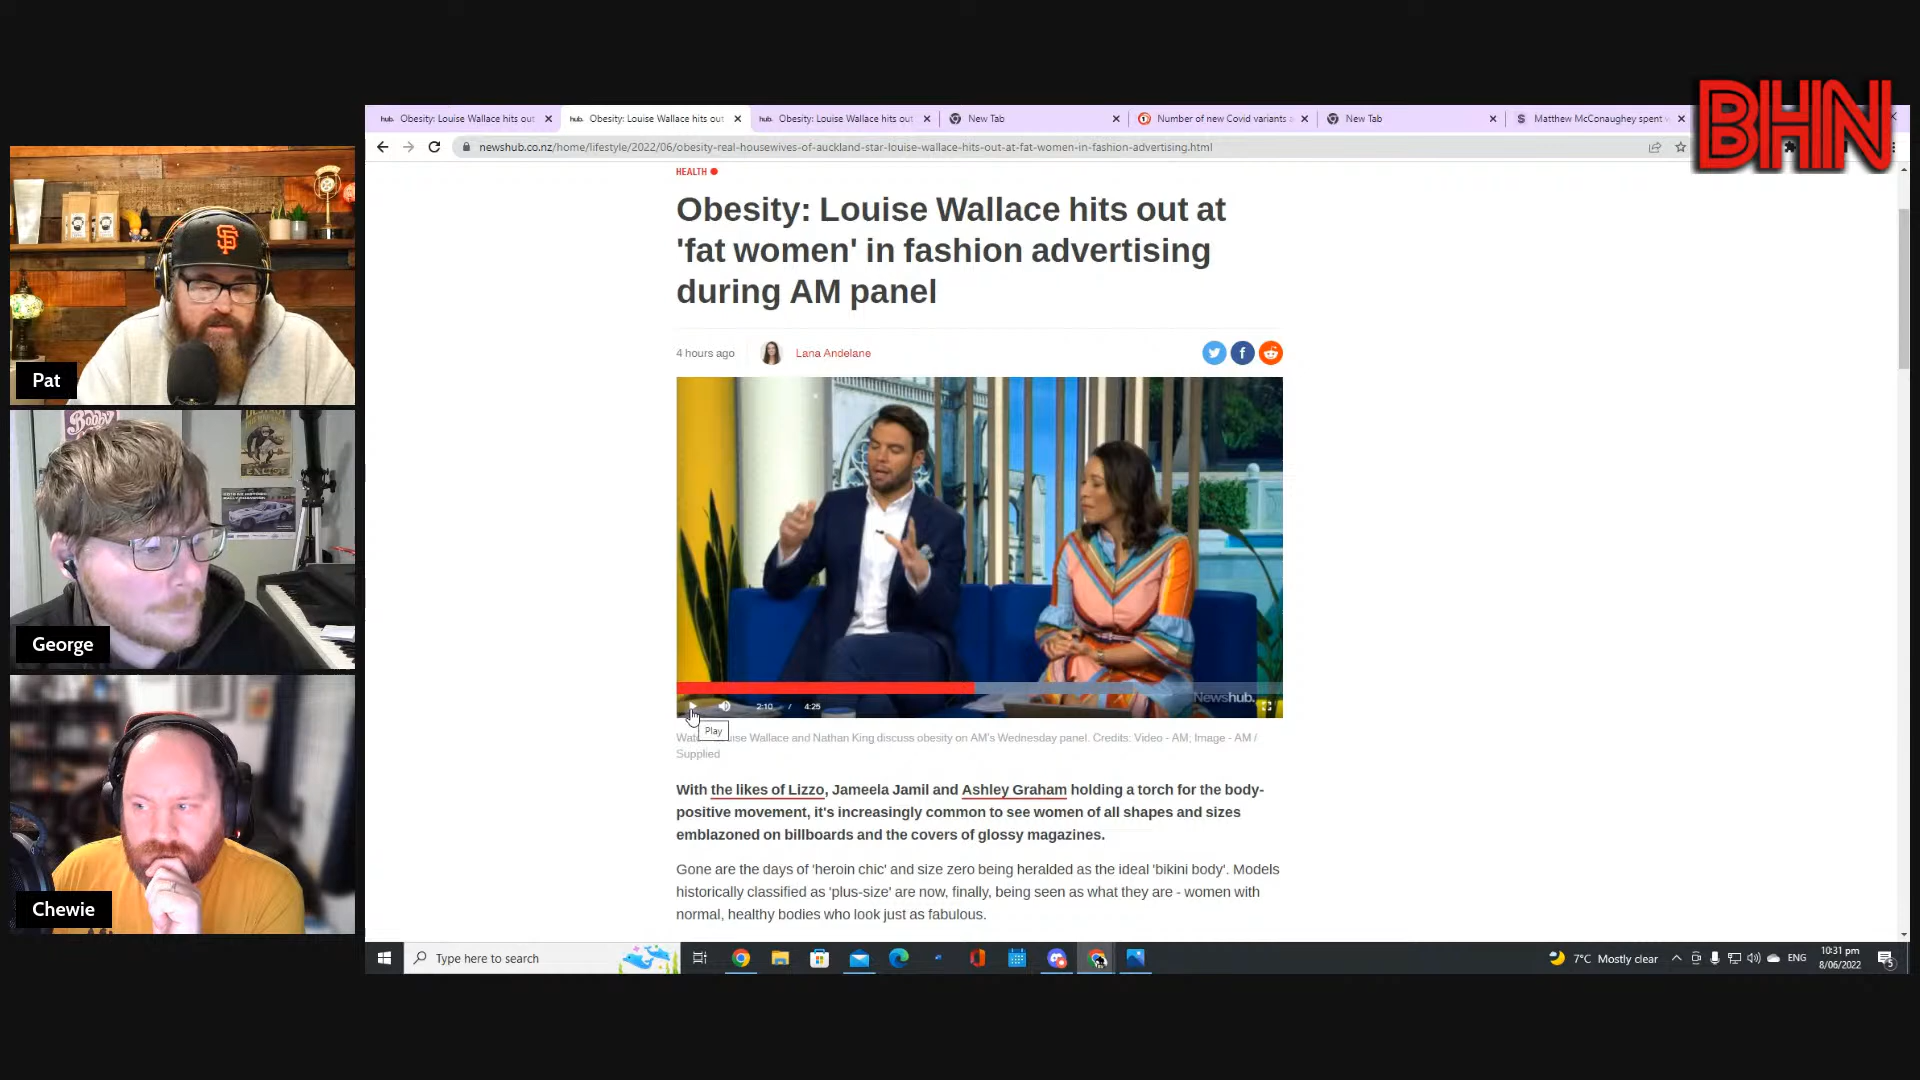 BHN
hub. Obesity: Louise Wallace hits out
hub. Obesity: Louise Wallace hits out
hub. Obesity: Louise Wallace hits out
New Tab
Number of new Covid variants
New Tab
S Matthew McConaughey spent
newshub.co.nz/home/lifestyle/2022/06/obesity-real-housewives-of-auckland-star-louise-wallace-hits-out-at-fat-women-in-fashion-advertising.html
HEALTH
Obesity: Louise Wallace hits out at
'fat women' in fashion advertising
during AM panel
4 hours ago
Lana Andelane
Newshub.
2:10 / 4:25
Play
Louise Wallace and Nathan King discuss obesity on AM's Wednesday panel. Credits: Video - AM; Image - AM /
Supplied
With the likes of Lizzo, Jameela Jamil and Ashley Graham holding a torch for the body-
positive movement, it's increasingly common to see women of all shapes and sizes
emblazoned on billboards and the covers of glossy magazines.
Gone are the days of 'heroin chic' and size zero being heralded as the ideal 'bikini body'. Models
historically classified as 'plus-size' are now, finally, being seen as what they are - women with
normal, healthy bodies who look just as fabulous.
Type here to search
7°C Mostly clear
ENG
10:31 pm
8/06/2022
5
SF
Pat
Bobby
George
Chewie